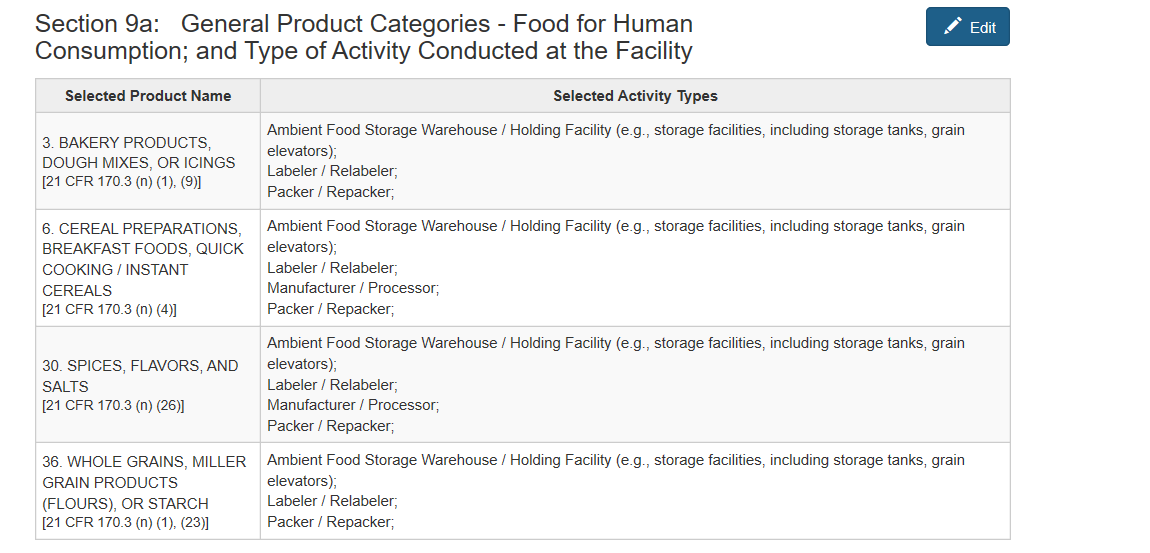 Section 9a: General Product Categories - Food for Human
Consumption; and Type of Activity Conducted at the Facility
Edit
Selected Product Name
Selected Activity Types
3. BAKERY PRODUCTS,
DOUGH MIXES, OR ICINGS
[21 CFR 170.3 (n) (1), (9)]
Ambient Food Storage Warehouse / Holding Facility (e.g., storage facilities, including storage tanks, grain
elevators);
Labeler / Relabeler;
Packer / Repacker;
6. CEREAL PREPARATIONS,
BREAKFAST FOODS, QUICK
COOKING / INSTANT
CEREALS
[21 CFR 170.3 (n) (4)]
Ambient Food Storage Warehouse / Holding Facility (e.g., storage facilities, including storage tanks, grain
elevators);
Labeler / Relabeler;
Manufacturer / Processor;
Packer / Repacker;
30. SPICES, FLAVORS, AND
SALTS
[21 CFR 170.3 (n) (26)]
Ambient Food Storage Warehouse / Holding Facility (e.g., storage facilities, including storage tanks, grain
elevators);
Labeler / Relabeler;
Manufacturer / Processor;
Packer / Repacker;
36. WHOLE GRAINS, MILLER
GRAIN PRODUCTS
(FLOURS), OR STARCH
[21 CFR 170.3 (n) (1), (23)]
Ambient Food Storage Warehouse / Holding Facility (e.g., storage facilities, including storage tanks, grain
elevators);
Labeler / Relabeler;
Packer / Repacker;